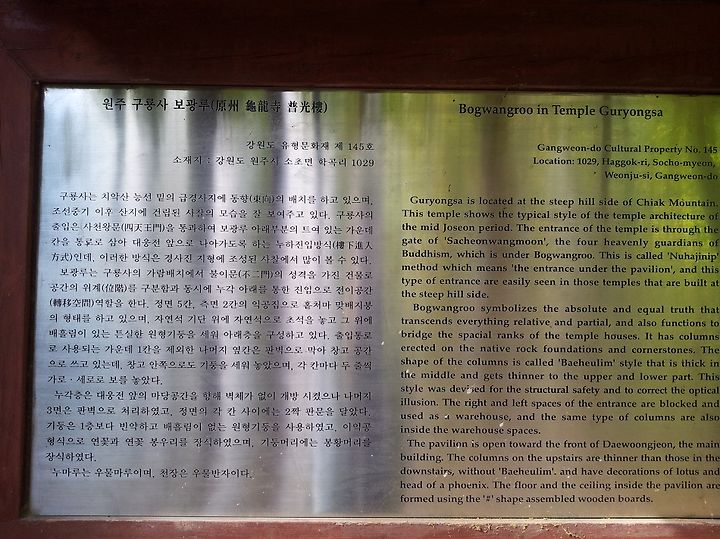 원주 구룡사 보광루(原州 龜龍寺 普光樓)
강원도 유형문화재 제 145호
소재지 : 강원도 원주시 소초면 학곡리 1029
구룡사는 치악산 능선 밑의 급경사지에 동향(東向)의 배치를 하고 있으며,
조선중기 이후 산지에 건립된 사찰의 모습을 잘 보여주고 있다. 구룡사의
출입은 사천왕문(四天王門)을 통과하여 보광루 아래부분의 트여 있는 가운데
칸을 통로로 삼아 대웅전 앞으로 나아가도록 하는 누하진입방식(樓下進入
方式)인데, 이러한 방식은 경사진 지형에 조성된 사찰에서 많이 볼 수 있다.
보광루는 구룡사의 가람배치에서 불이문(不二門)의 성격을 가진 건물로
공간의 위계(位階)를 구분함과 동시에 누각 아래를 통한 진입으로 전이공간
(轉移空間)역할을 한다. 정면 5칸, 측면 2칸의 익공집으로 홑처마 맞배지붕
의 형태를 하고 있으며, 자연석 기단 위에 자연석으로 초석을 놓고 그 위에
배흘림이 있는 튼실한 원형기둥을 세워 아래층을 구성하고 있다. 출입통로
로 사용되는 가운데 1칸을 제외한 나머지 옆칸은 판벽으로 막아 창고 공간
으로 쓰고 있는데, 창고 안쪽으로도 기둥을 세워 놓았으며, 각 칸마다 두 줄씩
가로 · 세로로 보를 놓았다.
누각층은 대웅전 앞의 마당공간을 향해 벽체가 없이 개방 시켰으나 나머지
3면은 판벽으로 처리하였고, 정면의 각 칸 사이에는 2짝 판문을 달았다.
기둥은 1층보다 빈약하고 배흘림이 없는 원형기둥을 사용하였고, 이익공
형식으로 연꽃과 연꽃 봉우리를 장식하였으며, 기둥머리에는 봉황머리를
장식하였다.
누마루는 우물마루이며, 천장은 우물반자이다.
Bogwangroo in Temple Guryongsa
Gangweon-do Cultural Property No. 145
Location: 1029, Haggok-ri, Socho-myeon,
Weonju-si, Gangweon-do
Guryongsa is located at the steep hill side of Chiak Mountain.
This temple shows the typical style of the temple architecture of
the mid Joseon period. The entrance of the temple is through the
gate of 'Sacheonwangmoon', the four heavenly guardians of
Buddhism, which is under Bogwangroo. This is called 'Nuhajinip'
method which means 'the entrance under the pavilion', and this
type of entrance are easily seen in those temples that are built at
the steep hill side.
Bogwangroo symbolizes the absolute and equal truth that
transcends everything relative and partial, and also functions to
bridge the spacial ranks of the temple houses. It has columns
erected on the native rock foundations and cornerstones. The
shape of the columns is called 'Baeheulim' style that is thick in
the middle and gets thinner to the upper and lower part. This
style was devised for the structural safety and to correct the optical
illusion. The right and left spaces of the entrance are blocked and
used as a warehouse, and the same type of columns are also
inside the warehouse spaces.
The pavilion is open toward the front of Daewoongjeon, the main
building. The columns on the upstairs are thinner than those in the
downstairs, without 'Baeheulim'. and have decorations of lotus and
head of a phoenix. The floor and the ceiling inside the pavilion are
formed using the '#' shape assembled wooden boards.